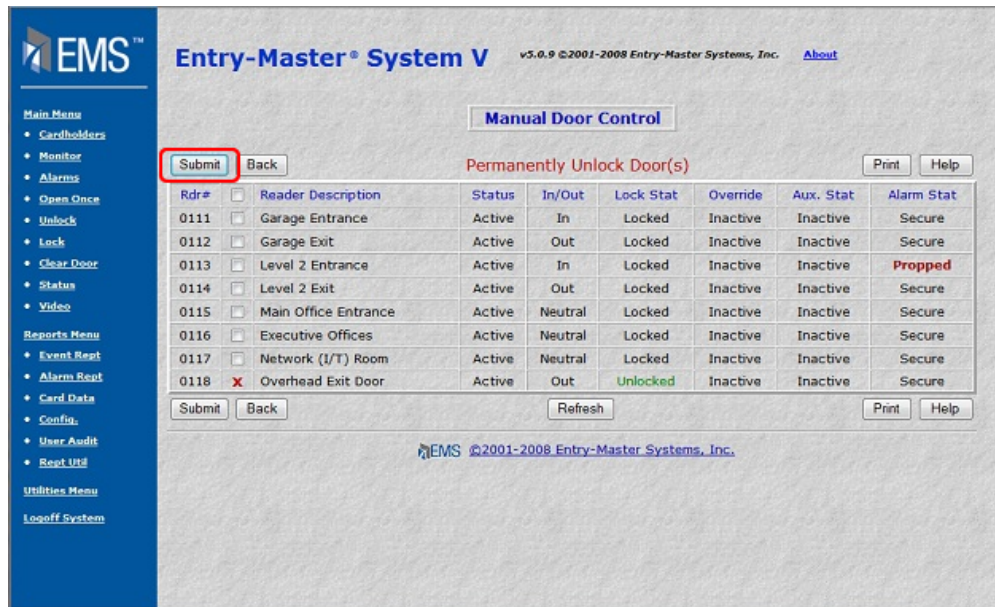 EMS™
Entry-Master® System V v5.0.9 ©2001-2008 Entry-Master Systems, Inc. About
Main Menu
Cardholders
Monitor
Alarms
Open Once
Unlock
Lock
Clear Door
Status
Video
Reports Menu
Event Rept
Alarm Rept
Card Data
Config.
User Audit
Rept Util
Utilities Menu
Logoff System
Manual Door Control
Submit Back Permanently Unlock Door(s) Print Help
Rdr# Reader Description Status In/Out Lock Stat Override Aux. Stat Alarm Stat
0111 Garage Entrance Active In Locked Inactive Inactive Secure
0112 Garage Exit Active Out Locked Inactive Inactive Secure
0113 Level 2 Entrance Active In Locked Inactive Inactive Propped
0114 Level 2 Exit Active Out Locked Inactive Inactive Secure
0115 Main Office Entrance Active Neutral Locked Inactive Inactive Secure
0116 Executive Offices Active Neutral Locked Inactive Inactive Secure
0117 Network (I/T) Room Active Neutral Locked Inactive Inactive Secure
0118 X Overhead Exit Door Active Out Unlocked Inactive Inactive Secure
Submit Back Refresh Print Help
EMS ©2001-2008 Entry-Master Systems, Inc.